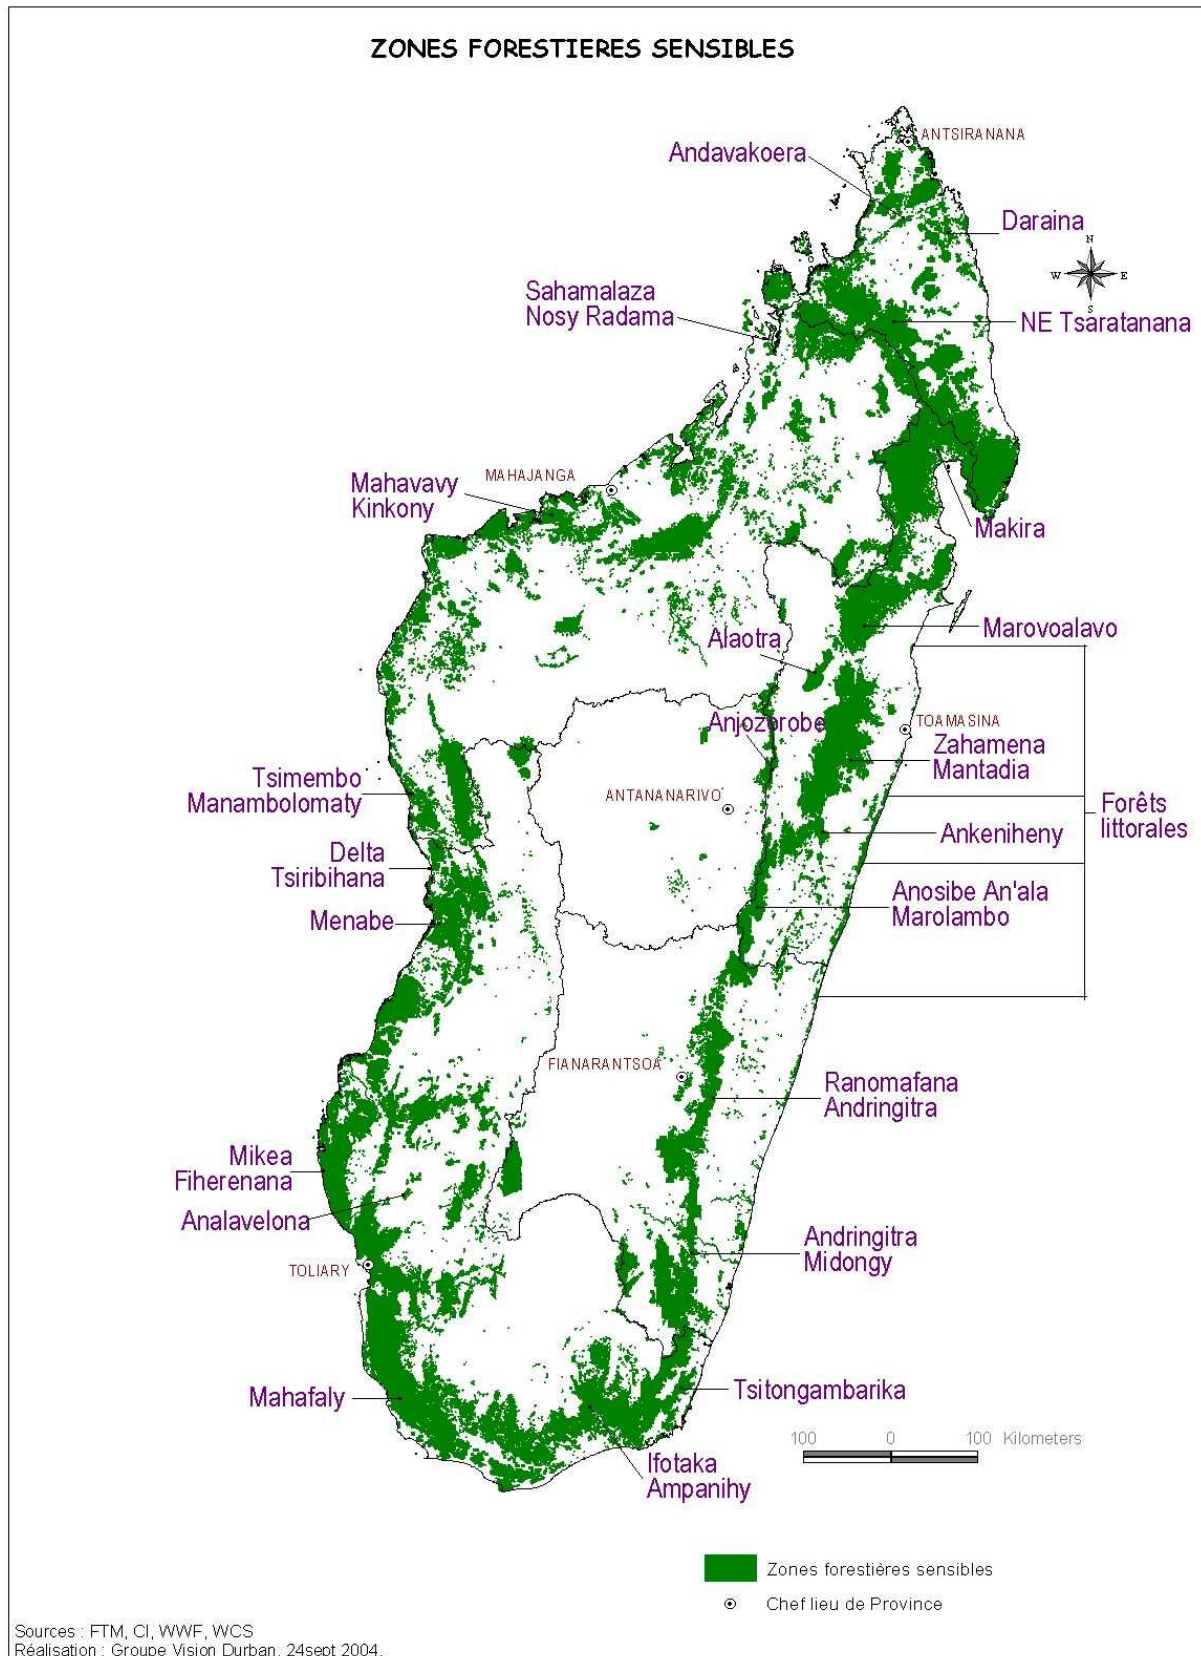 ZONES FORESTIERES SENSIBLES
ANTSIRANANA
Andavakoera
Daraina
N
W
E
S
Sahamalaza
Nosy Radama
NE Tsaratanana
MAHAJANGA
Mahavavy
Kinkony
Makira
Marovoalavo
Alaotra
Anjozorobe
TOAMASINA
Zahamena
Mantadia
Tsimembo
Manambolomaty
ANTANANARIVO
Forêts
littorales
Ankeniheny
Delta
Tsiribihana
Menabe
Anosibe An'ala
Marolambo
FIANARANTSOA
Ranomafana
Andringitra
Mikea
Fiherenana
Analavelona
Andringitra
Midongy
TOLIARY
Mahafaly
Tsitongambarika
100 0 100 Kilometers
Ifotaka
Ampanihy
Zones forestières sensibles
Chef lieu de Province
Sources : FTM, CI, WWF, WCS
Réalisation : Groupe Vision Durban, 24sept 2004.